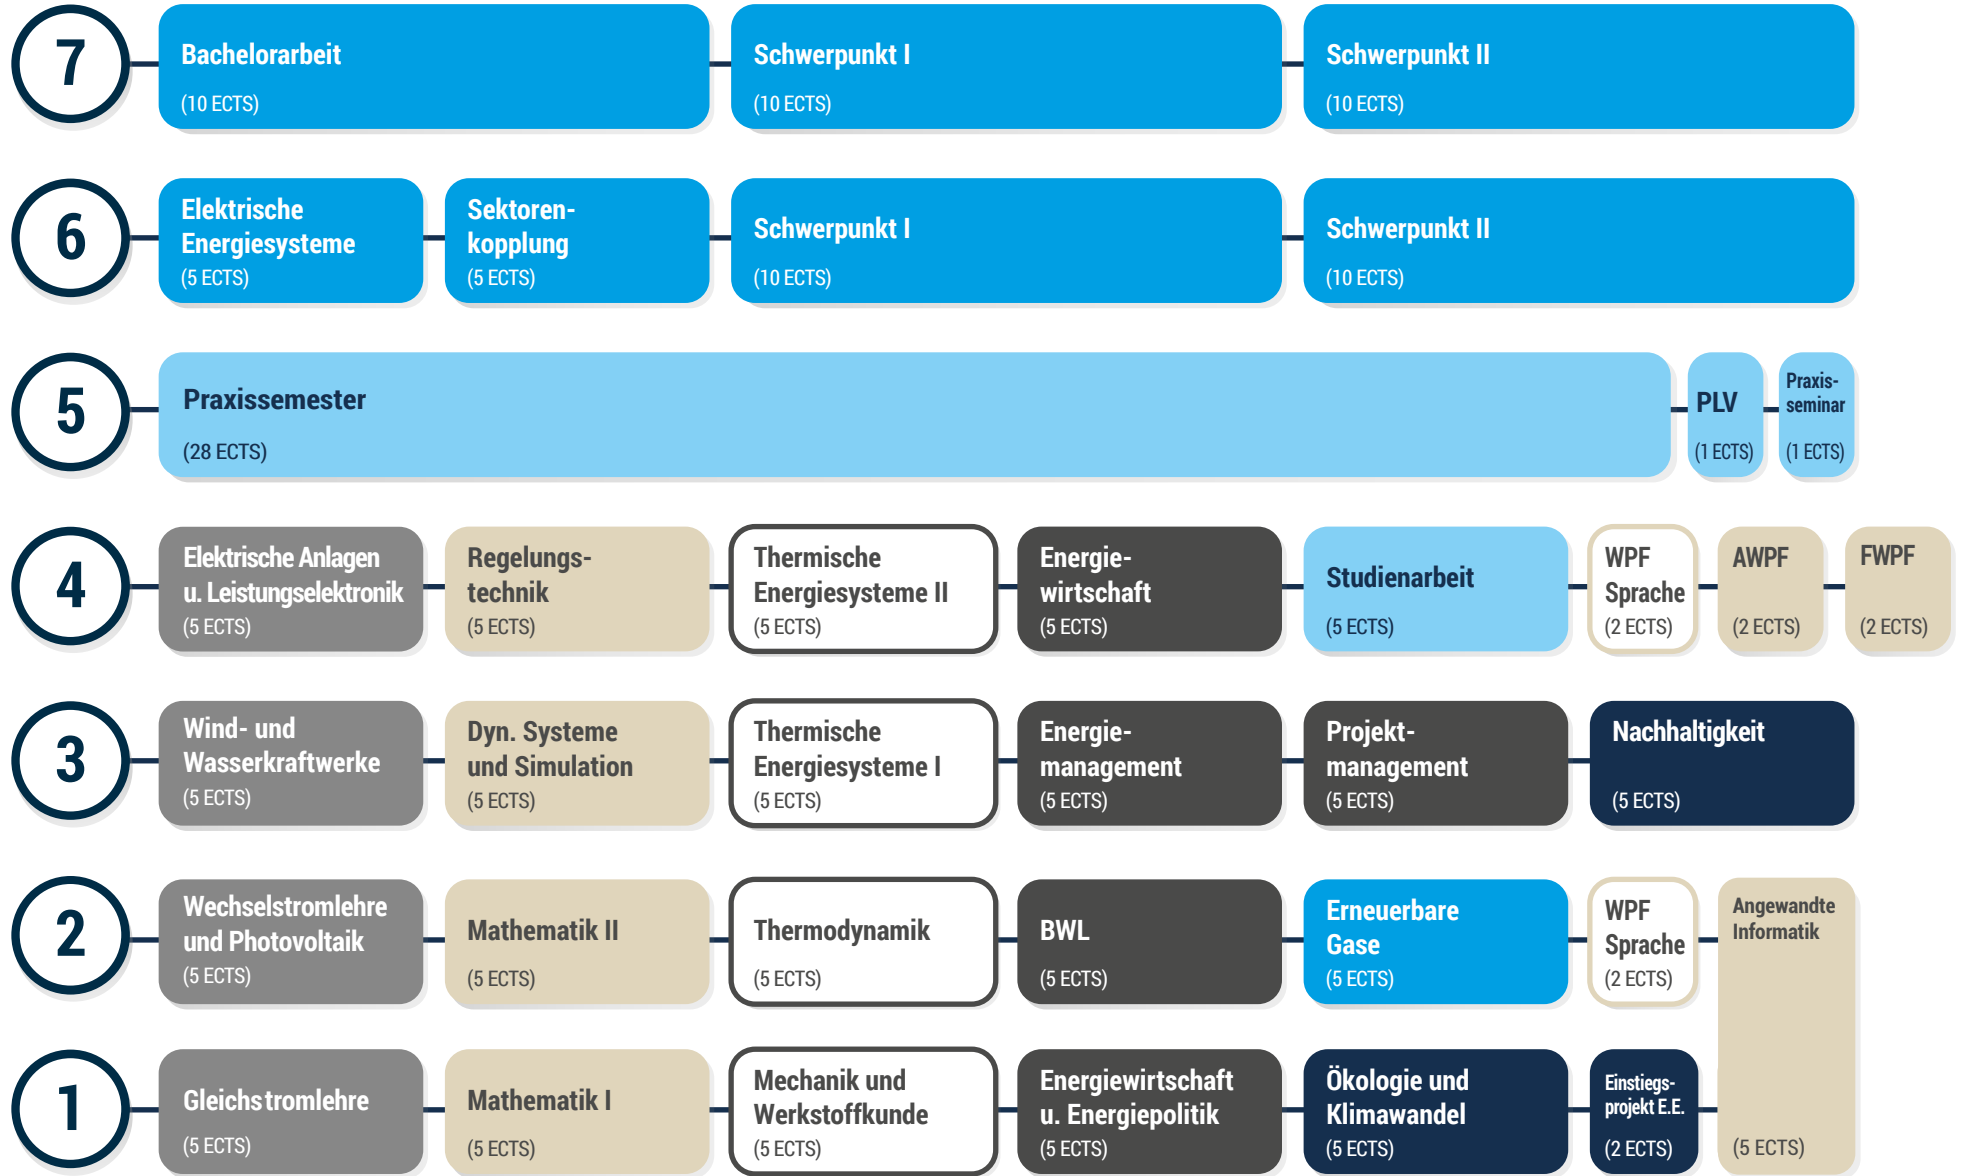 7
Bachelorarbeit
(10 ECTS)
Schwerpunkt I
(10 ECTS)
Schwerpunkt II
(10 ECTS)
6
Elektrische
Energiesysteme
(5 ECTS)
Sektoren-
kopplung
(5 ECTS)
Schwerpunkt I
(10 ECTS)
Schwerpunkt II
(10 ECTS)
5
Praxissemester
(28 ECTS)
PLV
(1 ECTS)
Praxis-
seminar
(1 ECTS)
4
Elektrische Anlagen
u. Leistungselektronik
(5 ECTS)
Regelungs-
technik
(5 ECTS)
Thermische
Energiesysteme II
(5 ECTS)
Energie-
wirtschaft
(5 ECTS)
Studienarbeit
(5 ECTS)
WPF
Sprache
(2 ECTS)
AWPF
(2 ECTS)
FWPF
(2 ECTS)
3
Wind- und
Wasserkraftwerke
(5 ECTS)
Dyn. Systeme
und Simulation
(5 ECTS)
Thermische
Energiesysteme I
(5 ECTS)
Energie-
management
(5 ECTS)
Projekt-
management
(5 ECTS)
Nachhaltigkeit
(5 ECTS)
2
Wechselstromlehre
und Photovoltaik
(5 ECTS)
Mathematik II
(5 ECTS)
Thermodynamik
(5 ECTS)
BWL
(5 ECTS)
Erneuerbare
Gase
(5 ECTS)
WPF
Sprache
(2 ECTS)
Angewandte
Informatik
(5 ECTS)
1
Gleichstromlehre
(5 ECTS)
Mathematik I
(5 ECTS)
Mechanik und
Werkstoffkunde
(5 ECTS)
Energiewirtschaft
u. Energiepolitik
(5 ECTS)
Ökologie und
Klimawandel
(5 ECTS)
Einstiegs-
projekt E.E.
(2 ECTS)